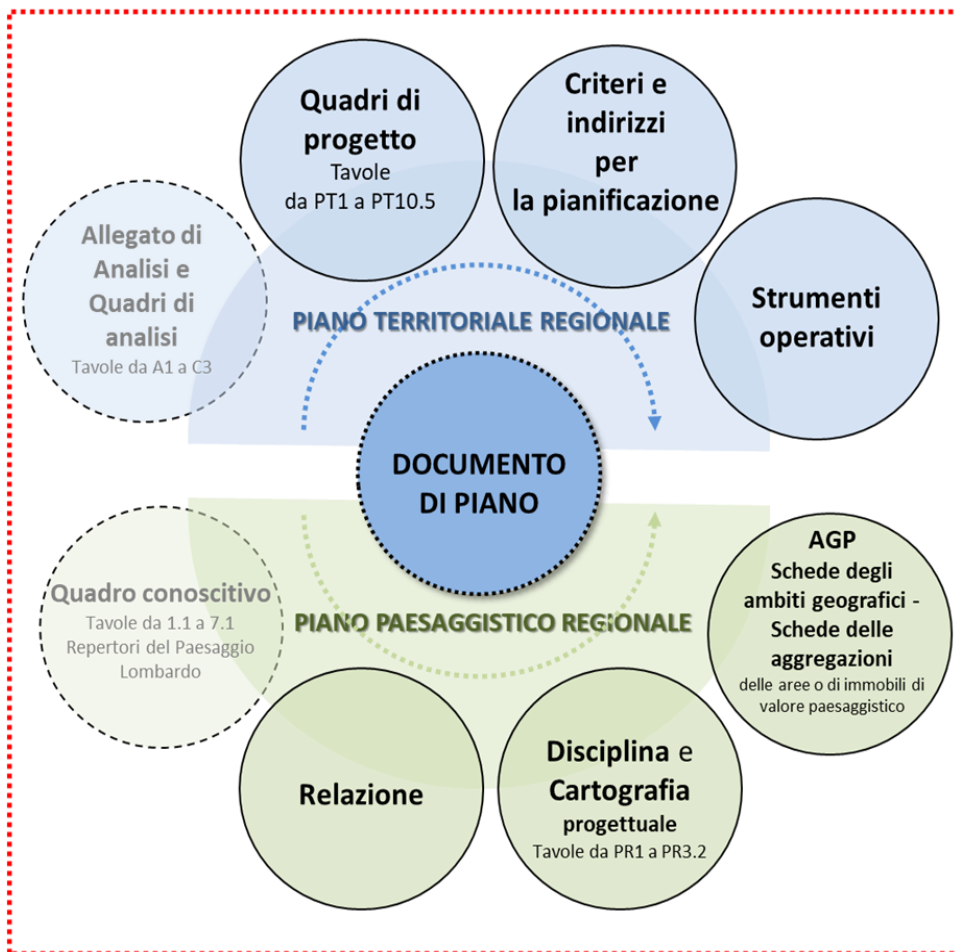 Quadri di
progetto
Tavole
da PT1 a PT10.5
Criteri e
indirizzi
per
la pianificazione
Allegato di
Analisi e
Quadri di
analisi
Tavole da A1 a C3
Strumenti
operativi
PIANO TERRITORIALE REGIONALE
DOCUMENTO
DI PIANO
PIANO PAESAGGISTICO REGIONALE
Quadro conoscitivo
Tavole da 1.1 a 7.1
Repertori del Paesaggio
Lombardo
AGP
Schede degli
ambiti geografici -
Schede delle
aggregazioni
delle aree o di immobili di
valore paesaggistico
Relazione
Disciplina e
Cartografia
progettuale
Tavole da PR1 a PR3.2